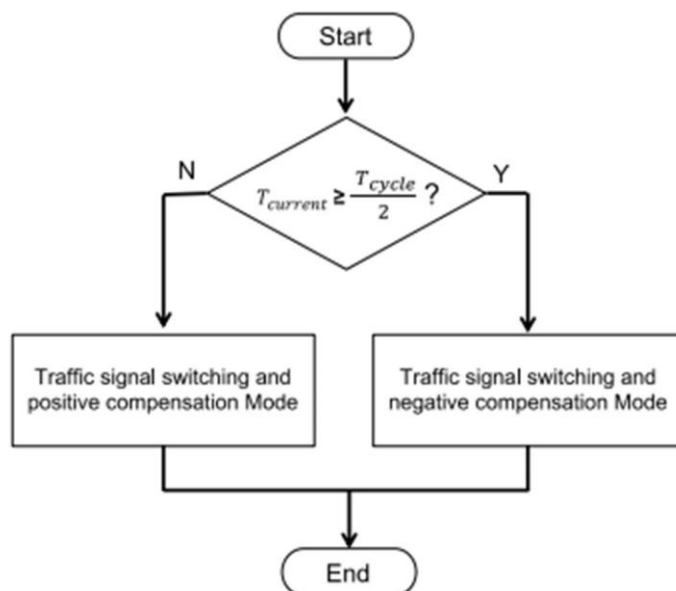 Start
N
Y
T_current ≥ T_cycle/2 ?
Traffic signal switching and
positive compensation Mode
Traffic signal switching and
negative compensation Mode
End